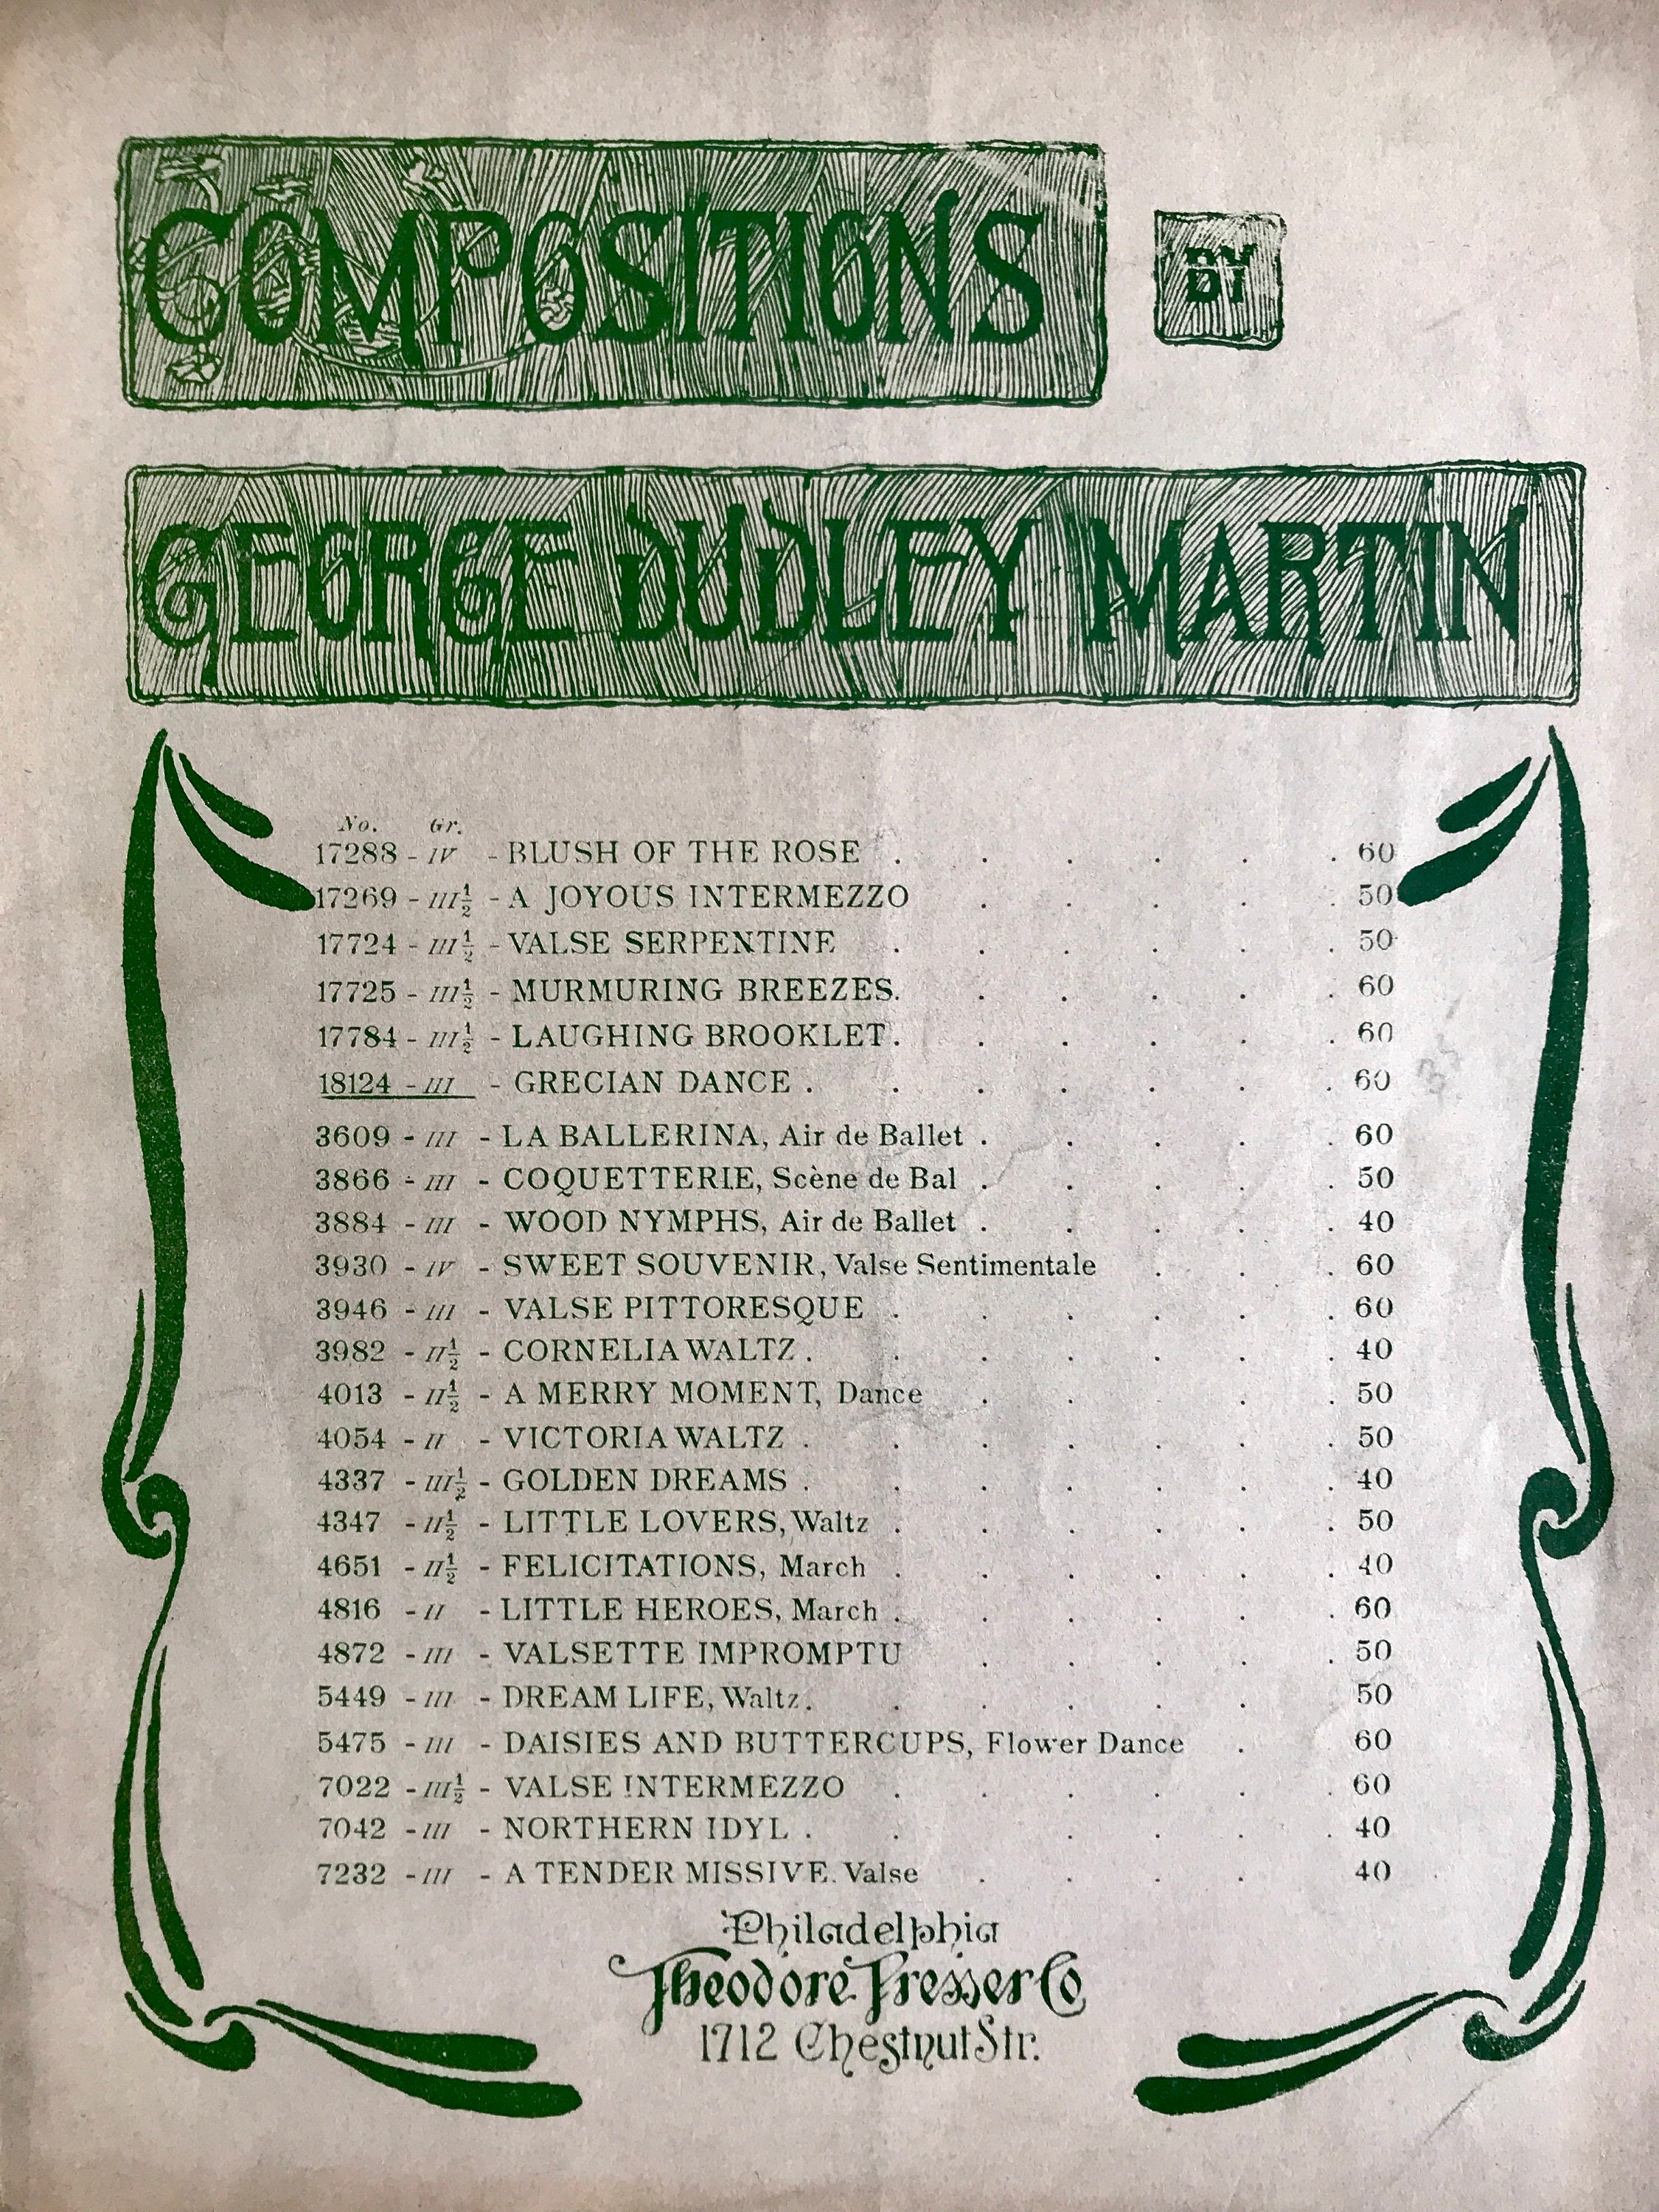 COMPOSITIONS BY
GEORGE DUDLEY MARTIN
No. Gr.
17288 - IV - BLUSH OF THE ROSE . . . . . . 60
17269 - III½ - A JOYOUS INTERMEZZO . . . . . 50
17724 - III½ - VALSE SERPENTINE . . . . . . 50
17725 - III½ - MURMURING BREEZES. . . . . . 60
17784 - III½ - LAUGHING BROOKLET. . . . . . 60
18124 - III - GRECIAN DANCE . . . . . . . 60
3609 - III - LA BALLERINA, Air de Ballet . . . . . 60
3866 - III - COQUETTERIE, Scène de Bal . . . . . 50
3884 - III - WOOD NYMPHS, Air de Ballet . . . . . 40
3930 - IV - SWEET SOUVENIR, Valse Sentimentale . . . 60
3946 - III - VALSE PITTORESQUE . . . . . . 60
3982 - II½ - CORNELIA WALTZ . . . . . . . 40
4013 - II½ - A MERRY MOMENT, Dance . . . . 50
4054 - II - VICTORIA WALTZ . . . . . . . 50
4337 - III½ - GOLDEN DREAMS . . . . . . . 40
4347 - II½ - LITTLE LOVERS, Waltz . . . . . . 50
4651 - II½ - FELICITATIONS, March . . . . . . 40
4816 - II - LITTLE HEROES, March . . . . . . 60
4872 - III - VALSETTE IMPROMPTU . . . . . 50
5449 - III - DREAM LIFE, Waltz . . . . . . 50
5475 - III - DAISIES AND BUTTERCUPS, Flower Dance . 60
7022 - III½ - VALSE INTERMEZZO . . . . . . 60
7042 - III - NORTHERN IDYL . . . . . . 40
7232 - III - A TENDER MISSIVE. Valse . . . . 40
Philadelphia
Theodore Presser Co
1712 Chestnut Str.